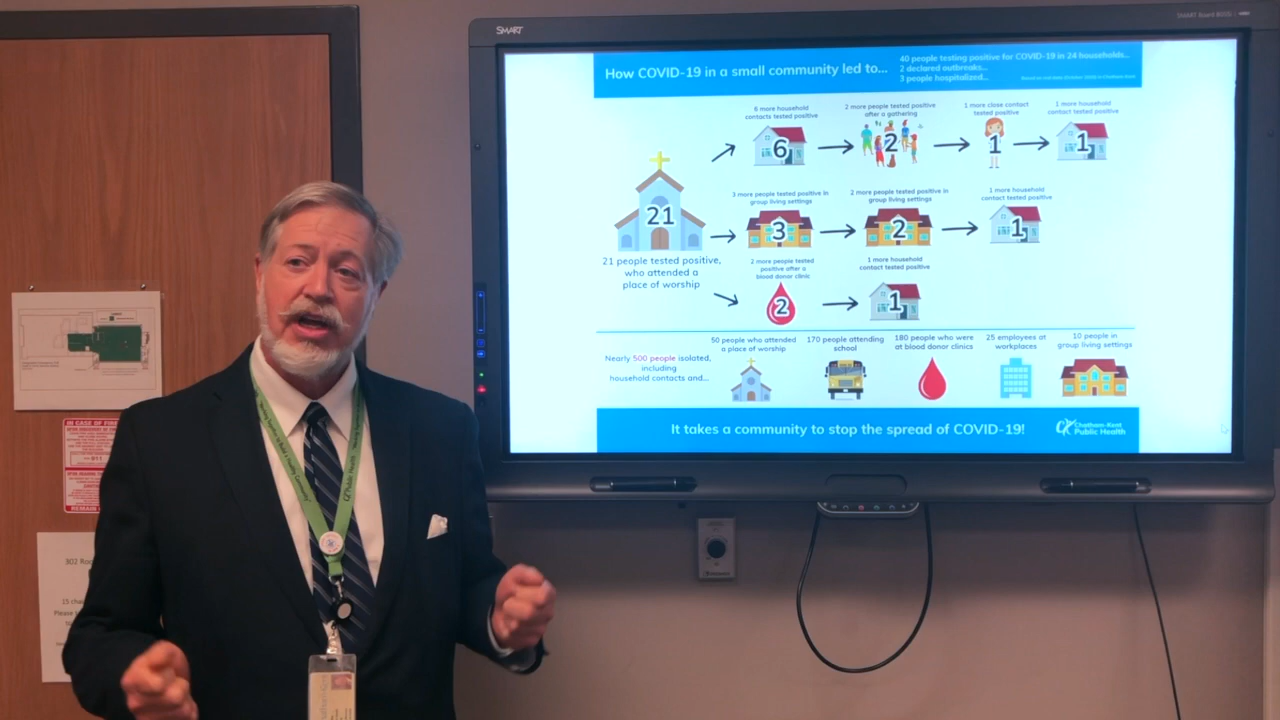 SMART
How COVID-19 in a small community led to...
40 people testing positive for COVID-19 in 24 households...
2 declared outbreaks...
3 people hospitalized...
6 more household
contacts tested positive
2 more people tested positive
after a gathering
1 more close contact
tested positive
1 more household
contact tested positive
6
2
1
1
21
21 people tested positive,
who attended a
place of worship
3 more people tested positive in
group living settings
2 more people tested positive in
group living settings
1 more household
contact tested positive
3
2
1
2 more people tested
positive after a
blood donor clinic
1 more household
contact tested positive
2
1
Nearly 500 people isolated,
including
household contacts and...
50 people who attended
a place of worship
170 people attending
school
180 people who were
at blood donor clinics
25 employees at
workplaces
10 people in
group living settings
It takes a community to stop the spread of COVID-19!
Chatham-Kent
Public Health
IN CASE OF FIRE
REMAIN
302 Roo
15 chai
Please